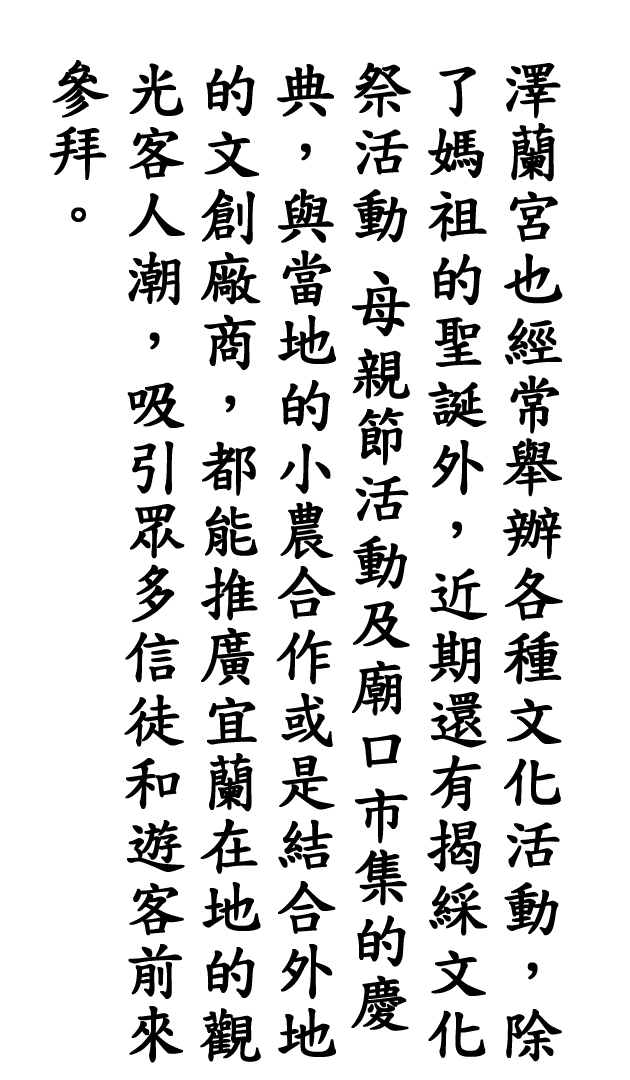 澤蘭宮也經常舉辦各種文化活動，除
了媽祖的聖誕外，近期還有揭綵文化
祭活動、母親節活動及廟口市集的慶
典，與當地的小農合作或是結合外地
的文創廠商，都能推廣宜蘭在地的觀
光客人潮，吸引眾多信徒和遊客前來
參拜。